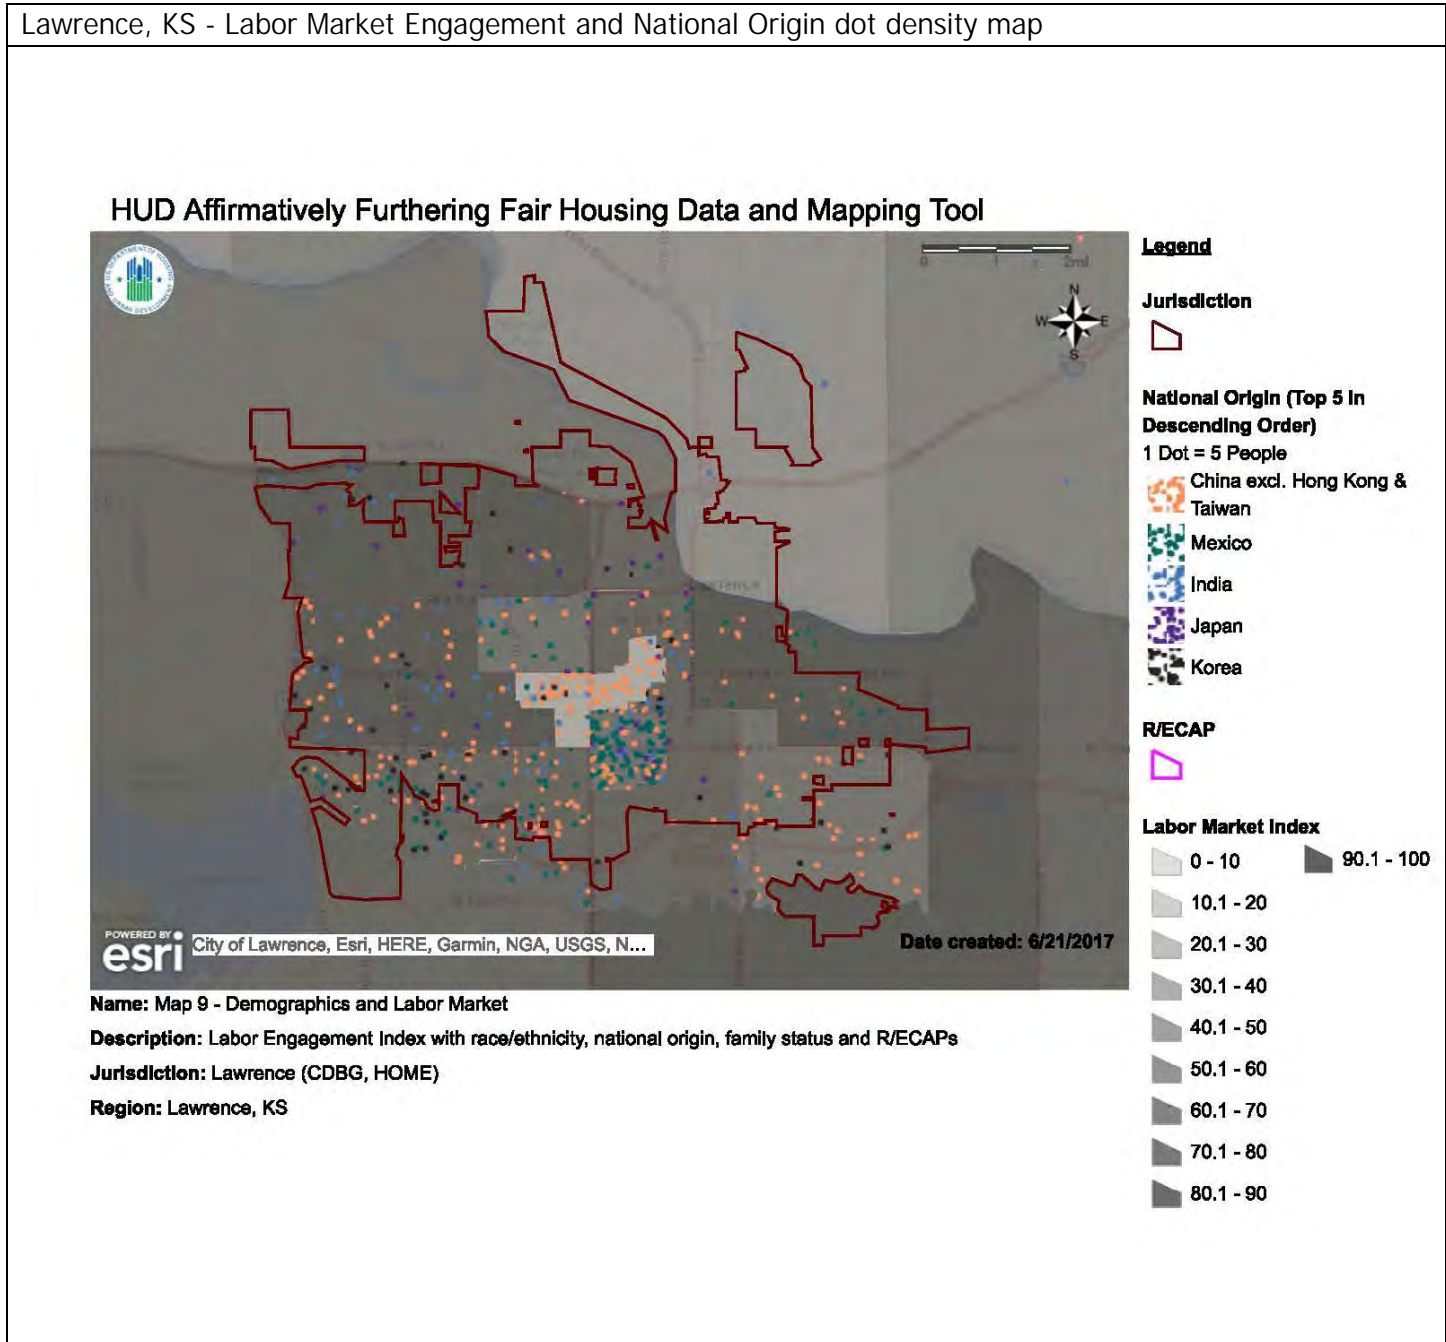 Lawrence, KS - Labor Market Engagement and National Origin dot density map
HUD Affirmatively Furthering Fair Housing Data and Mapping Tool
0 1 2mi
N
W E
S
Legend
Jurisdiction
National Origin (Top 5 in
Descending Order)
1 Dot = 5 People
China excl. Hong Kong &
Taiwan
Mexico
India
Japan
Korea
R/ECAP
Labor Market Index
0 - 10
10.1 - 20
20.1 - 30
30.1 - 40
40.1 - 50
50.1 - 60
60.1 - 70
70.1 - 80
80.1 - 90
90.1 - 100
POWERED BY
esri
City of Lawrence, Esri, HERE, Garmin, NGA, USGS, N...
Date created: 6/21/2017
Name: Map 9 - Demographics and Labor Market
Description: Labor Engagement Index with race/ethnicity, national origin, family status and R/ECAPs
Jurisdiction: Lawrence (CDBG, HOME)
Region: Lawrence, KS